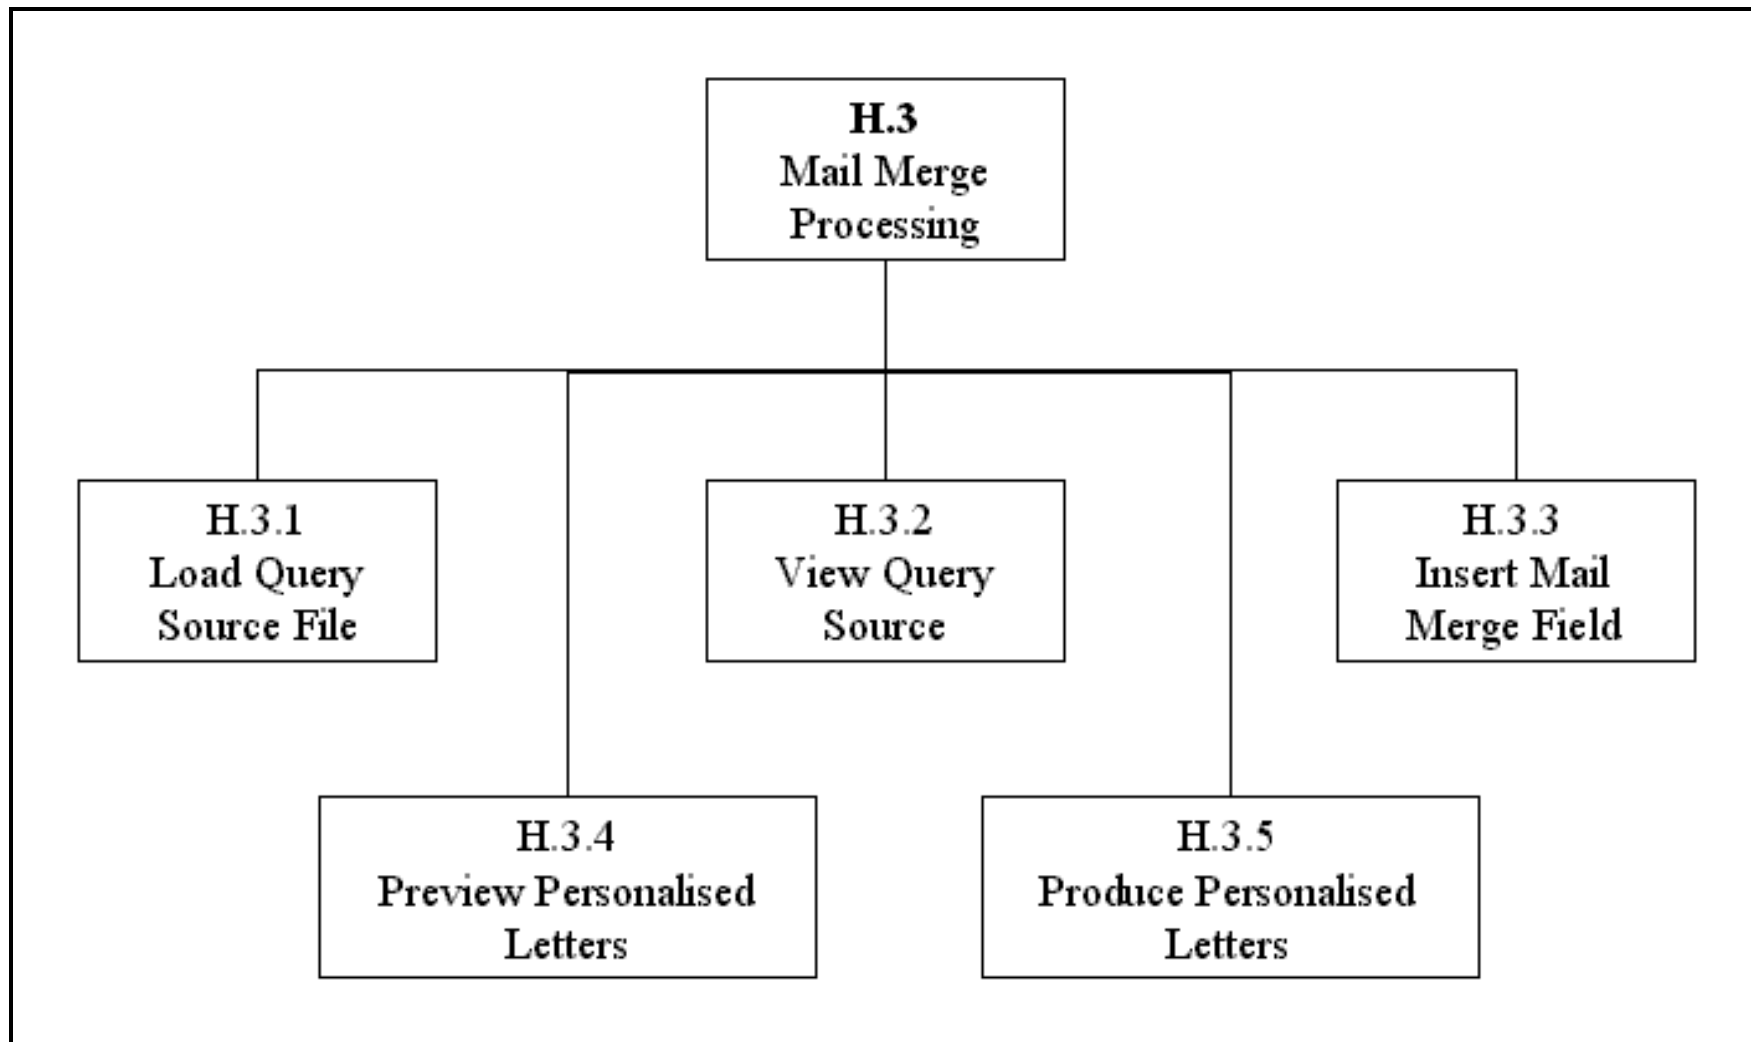 H.3
Mail Merge
Processing
H.3.1
Load Query
Source File
H.3.2
View Query
Source
H.3.3
Insert Mail
Merge Field
H.3.4
Preview Personalised
Letters
H.3.5
Produce Personalised
Letters